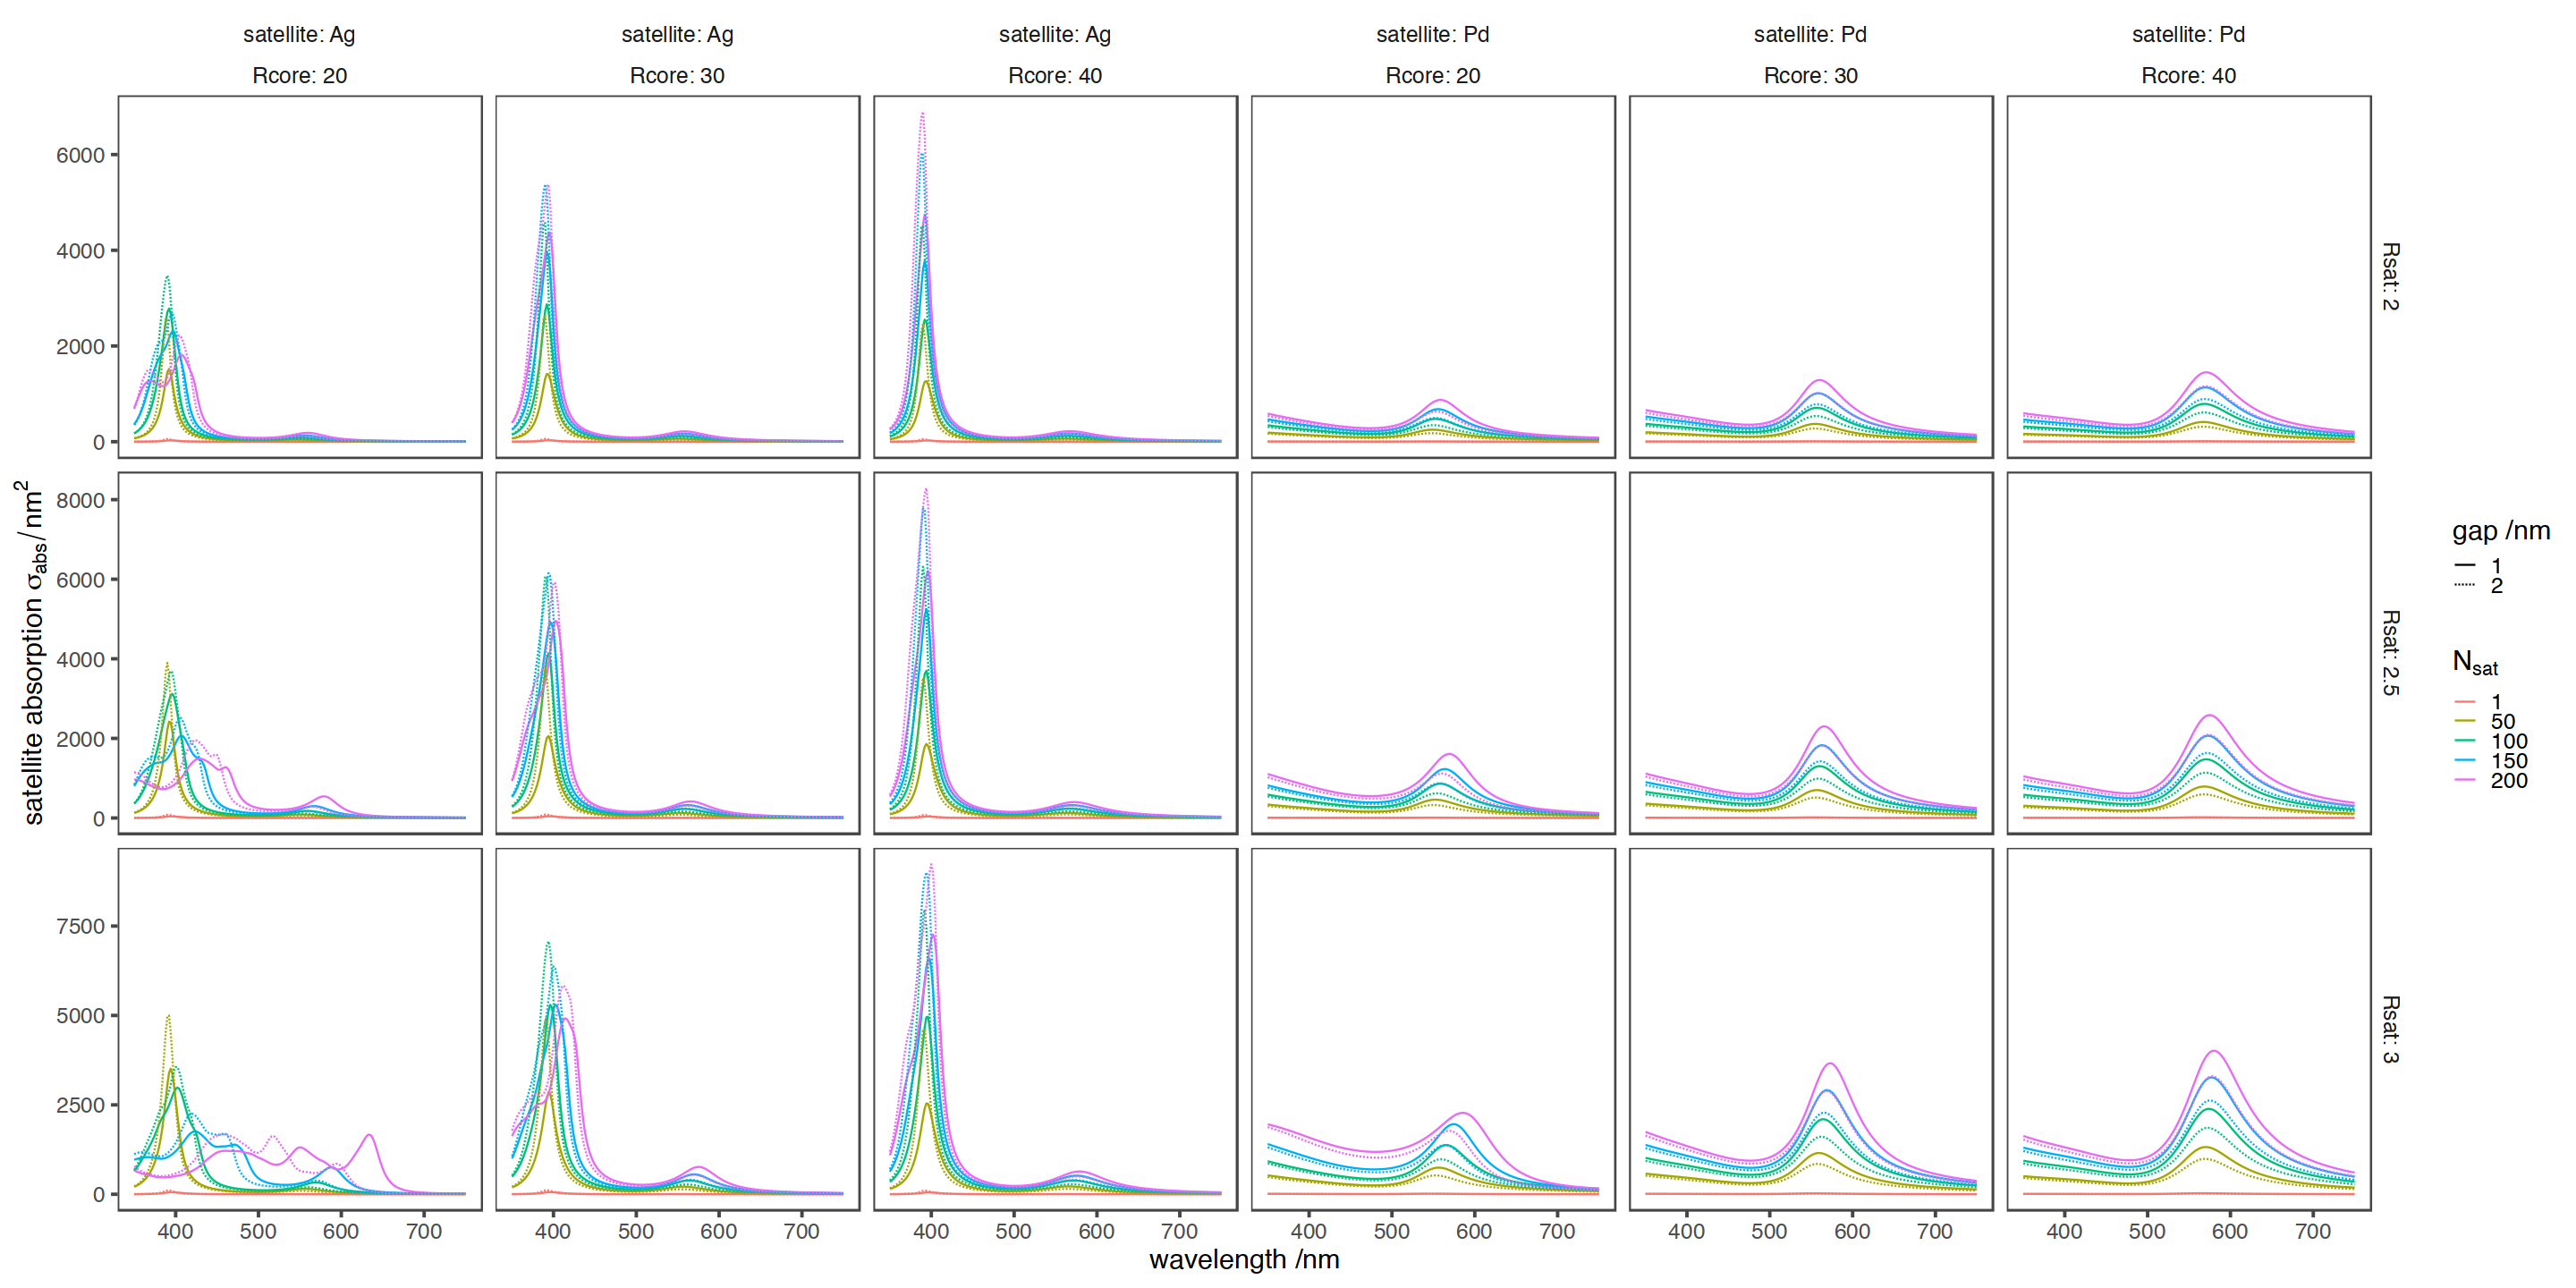 satellite: Ag
satellite: Ag
satellite: Ag
satellite: Pd
satellite: Pd
satellite: Pd
Rcore: 20
Rcore: 30
Rcore: 40
Rcore: 20
Rcore: 30
Rcore: 40
6000
4000
2000
0
Rsat: 2
8000
6000
4000
2000
0
Rsat: 2.5
7500
5000
2500
0
Rsat: 3
400 500 600 700
400 500 600 700
400 500 600 700
400 500 600 700
400 500 600 700
400 500 600 700
wavelength /nm
satellite absorption σabs/nm²
gap /nm
1
2
Nsat
1
50
100
150
200